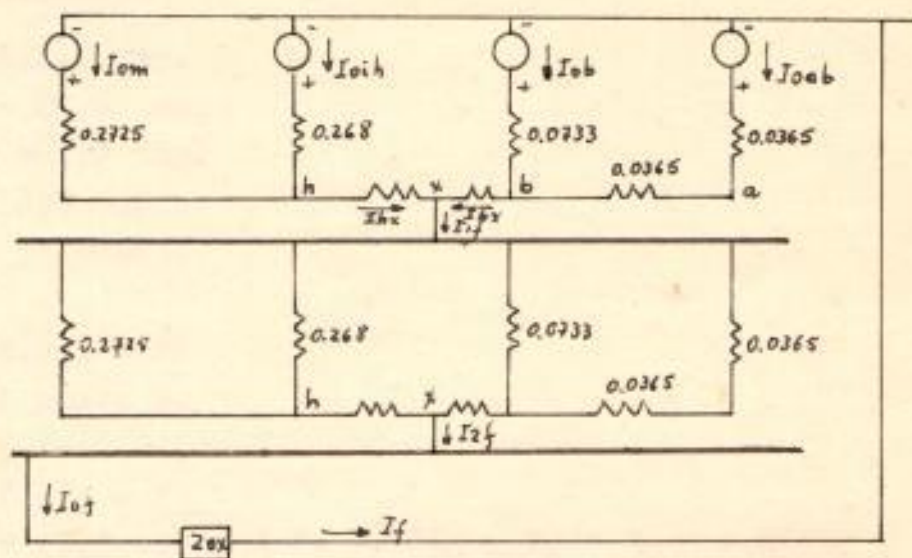 - - - -
Iom Ioih Iob Ioab
+ + + +
0.2725 0.268 0.0733 0.0365
0.0365
h x b a
Ihx Ibx
I1f
0.2725 0.268 0.0733 0.0365
0.0365
h x
I2f
Iof
If
Zox